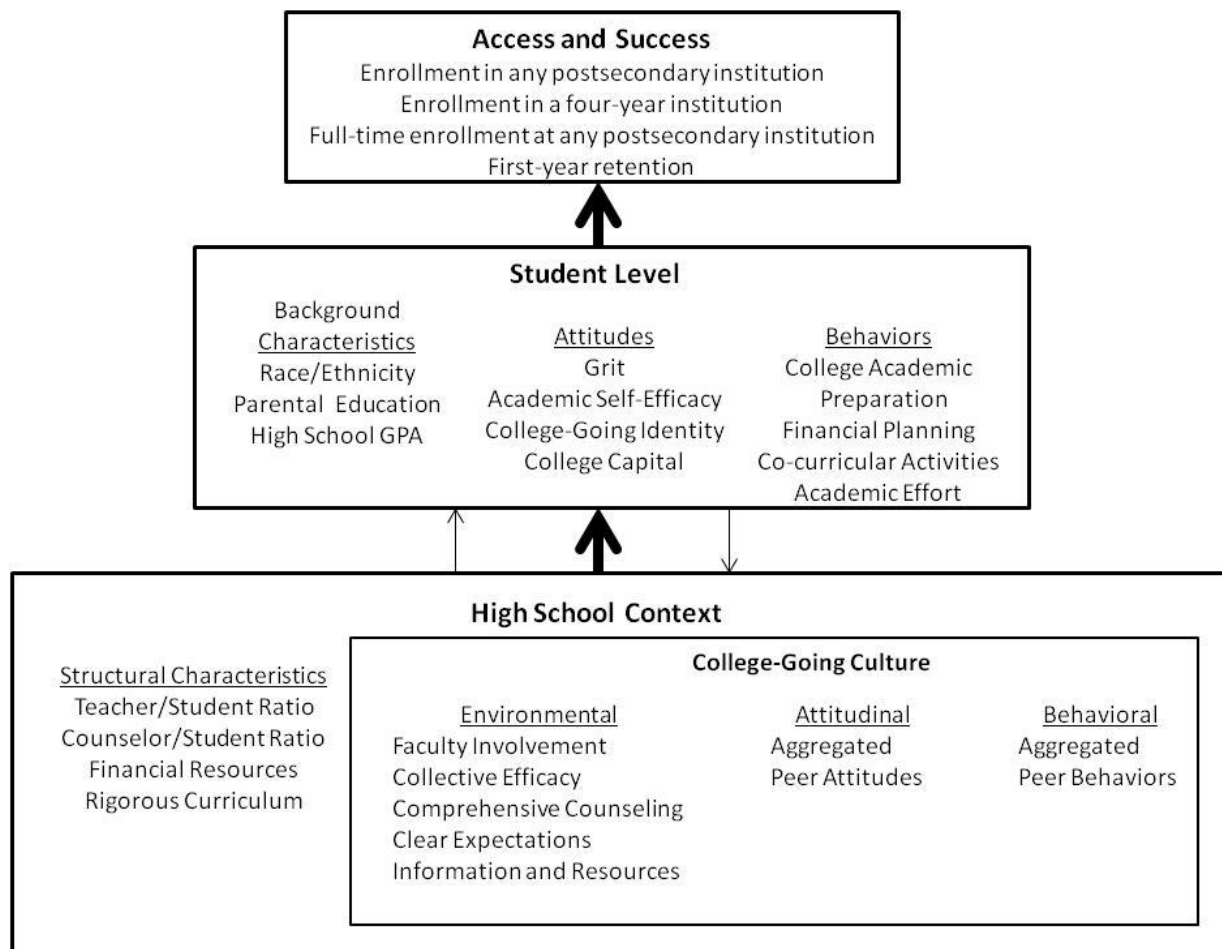 Access and Success
Enrollment in any postsecondary institution
Enrollment in a four-year institution
Full-time enrollment at any postsecondary institution
First-year retention
Student Level
Background
Characteristics
Race/Ethnicity
Parental Education
High School GPA
Attitudes
Grit
Academic Self-Efficacy
College-Going Identity
College Capital
Behaviors
College Academic
Preparation
Financial Planning
Co-curricular Activities
Academic Effort
High School Context
Structural Characteristics
Teacher/Student Ratio
Counselor/Student Ratio
Financial Resources
Rigorous Curriculum
College-Going Culture
Environmental
Faculty Involvement
Collective Efficacy
Comprehensive Counseling
Clear Expectations
Information and Resources
Attitudinal
Aggregated
Peer Attitudes
Behavioral
Aggregated
Peer Behaviors